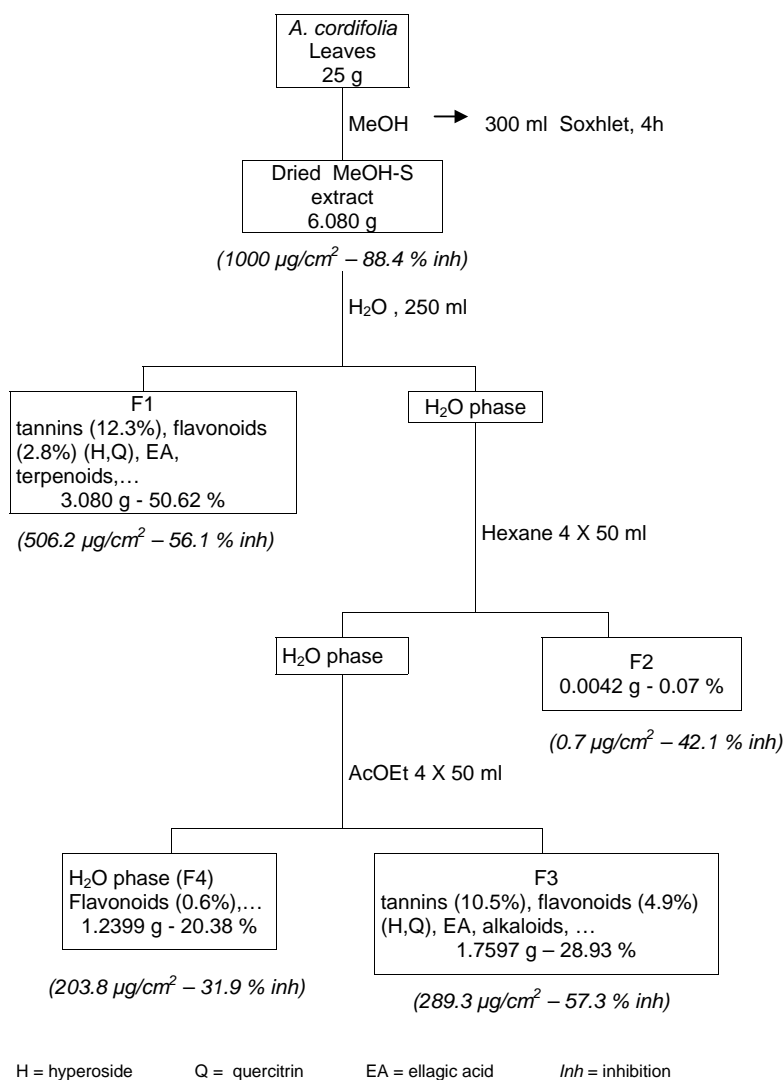 A. cordifolia
Leaves
25 g
MeOH → 300 ml Soxhlet, 4h
Dried MeOH-S
extract
6.080 g
(1000 µg/cm² – 88.4 % inh)
H₂O , 250 ml
F1
tannins (12.3%), flavonoids
(2.8%) (H,Q), EA,
terpenoids,…
3.080 g - 50.62 %
(506.2 µg/cm² – 56.1 % inh)
H₂O phase
Hexane 4 X 50 ml
H₂O phase
F2
0.0042 g - 0.07 %
(0.7 µg/cm² – 42.1 % inh)
AcOEt 4 X 50 ml
H₂O phase (F4)
Flavonoids (0.6%),…
1.2399 g - 20.38 %
(203.8 µg/cm² – 31.9 % inh)
F3
tannins (10.5%), flavonoids (4.9%)
(H,Q), EA, alkaloids, …
1.7597 g – 28.93 %
(289.3 µg/cm² – 57.3 % inh)
H = hyperoside Q = quercitrin EA = ellagic acid Inh = inhibition